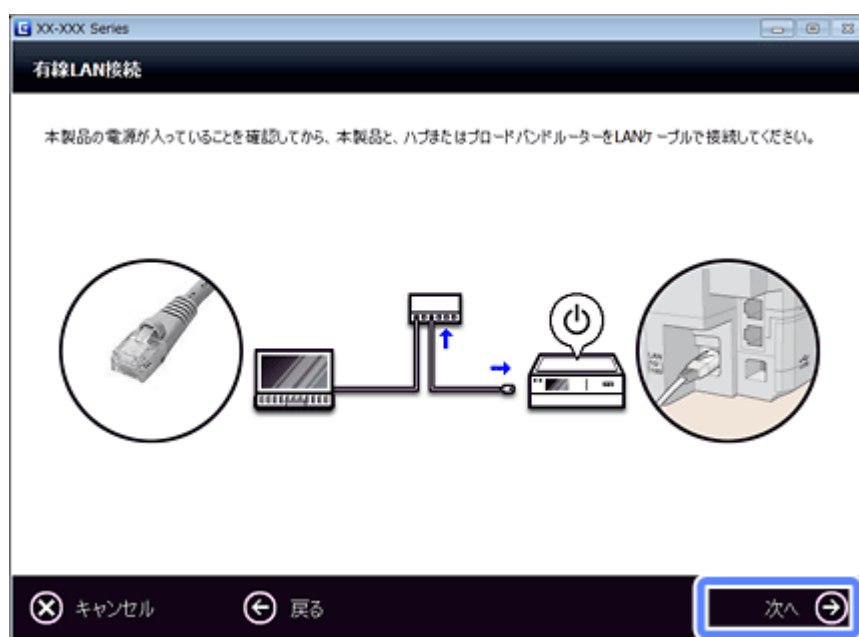 XX-XXX Series
有線LAN接続
本製品の電源が入っていることを確認してから、本製品と、ハブまたはブロードバンドルーターをLANケーブルで接続してください。
キャンセル
戻る
次へ